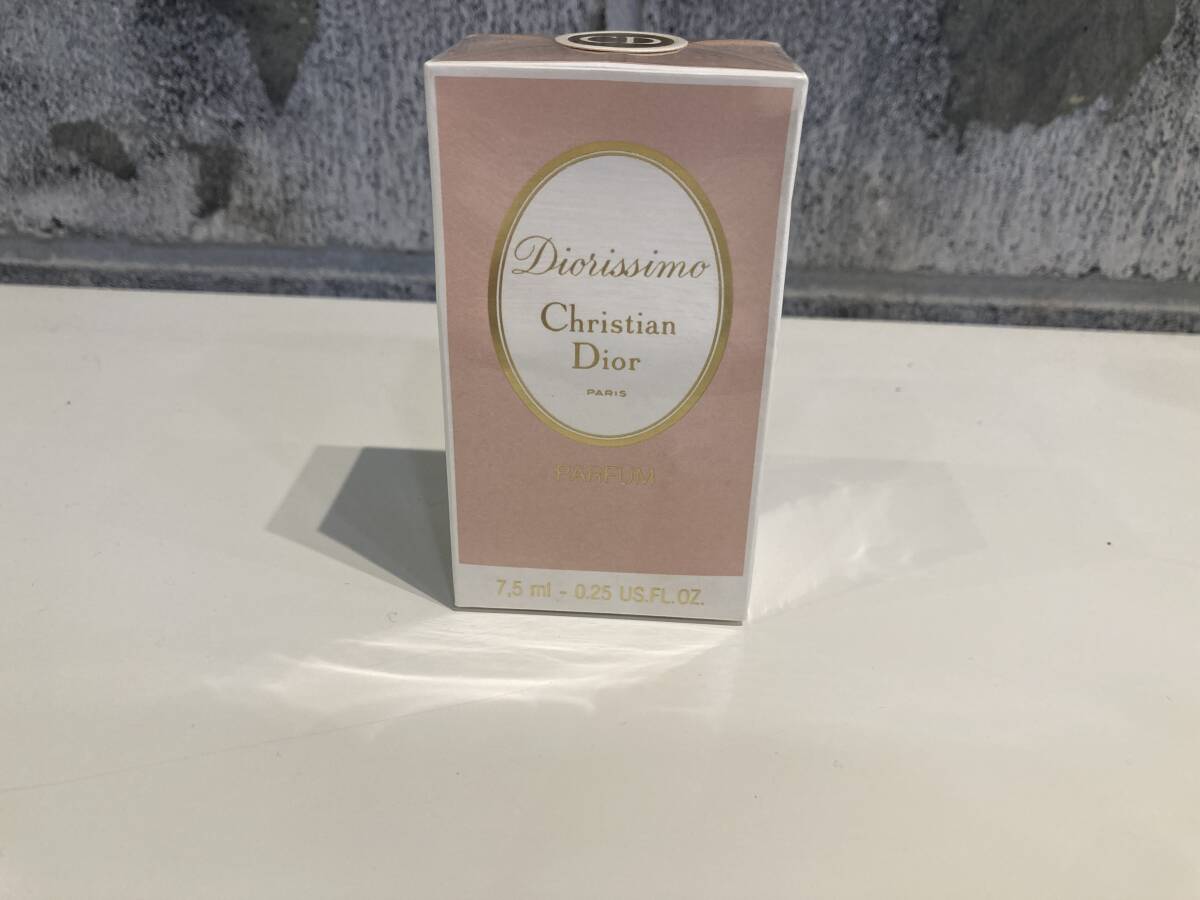 CD
Diorissimo
Christian
Dior
PARIS
PARFUM
7,5 ml - 0.25 US.FL.OZ.